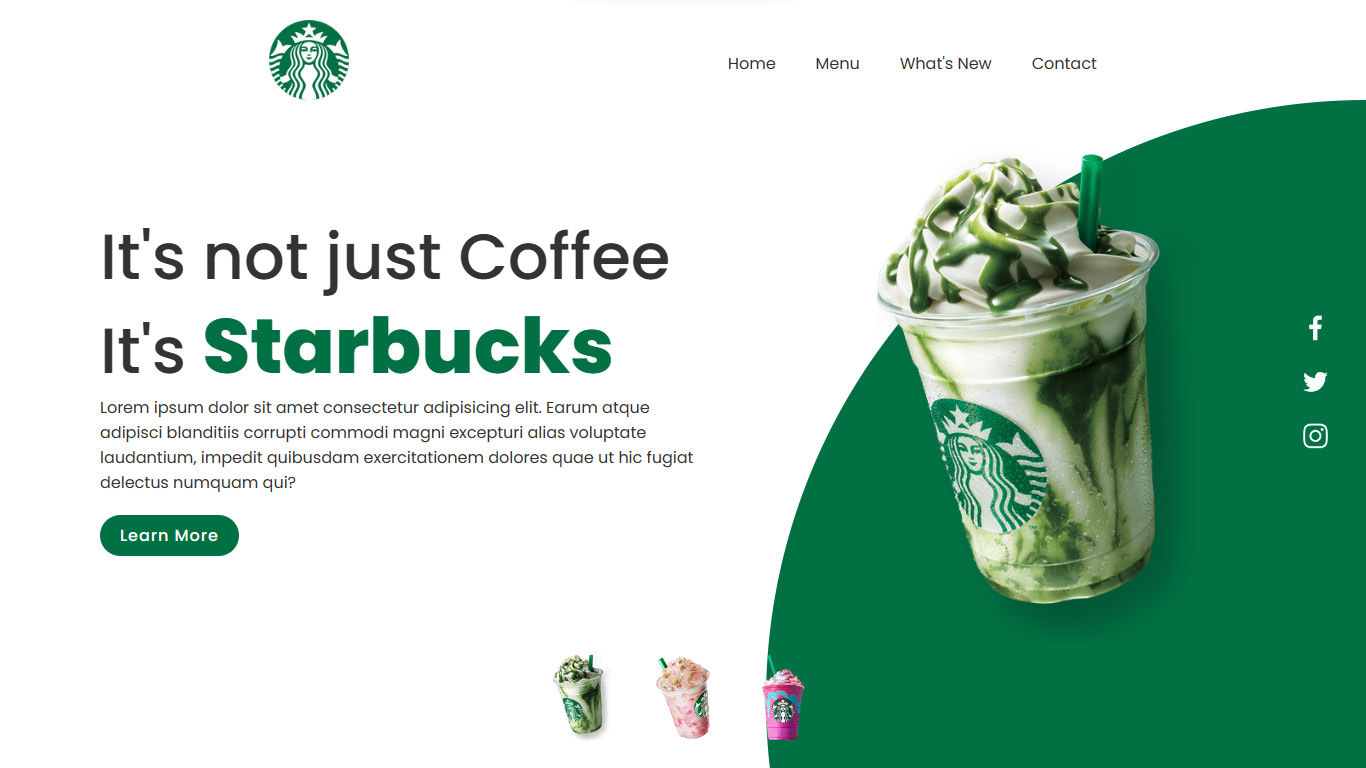 Home Menu What's New Contact
It's not just Coffee
It's Starbucks
Lorem ipsum dolor sit amet consectetur adipisicing elit. Earum atque
adipisci blanditiis corrupti commodi magni excepturi alias voluptate
laudantium, impedit quibusdam exercitationem dolores quae ut hic fugiat
delectus numquam qui?
Learn More